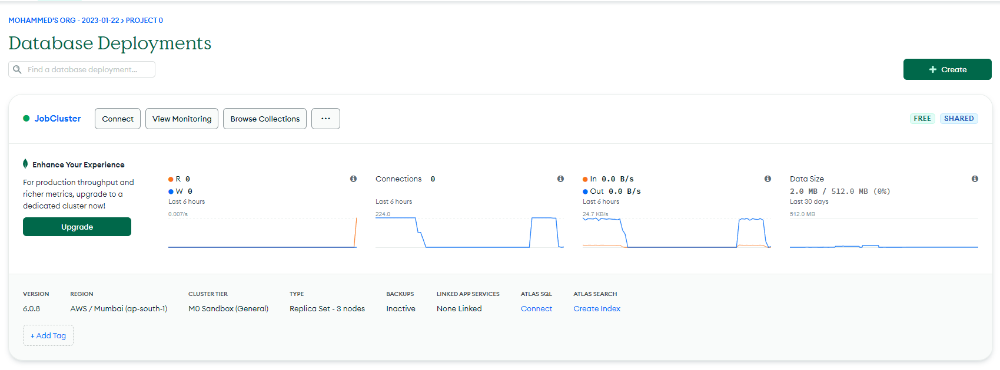 MOHAMMED'S ORG - 2023-01-22 > PROJECT 0
Database Deployments
Find a database deployment...
+ Create
JobCluster
Connect
View Monitoring
Browse Collections
...
FREE
SHARED
Enhance Your Experience
For production throughput and
richer metrics, upgrade to a
dedicated cluster now!
Upgrade
R 0
W 0
Last 6 hours
0.007/s
Connections 0
Last 6 hours
224.0
In 0.0 B/s
Out 0.0 B/s
Last 6 hours
24.7 KB/s
Data Size
2.0 MB / 512.0 MB (0%)
Last 30 days
512.0 MB
VERSION
6.0.8
REGION
AWS / Mumbai (ap-south-1)
CLUSTER TIER
M0 Sandbox (General)
TYPE
Replica Set - 3 nodes
BACKUPS
Inactive
LINKED APP SERVICES
None Linked
ATLAS SQL
Connect
ATLAS SEARCH
Create Index
+ Add Tag